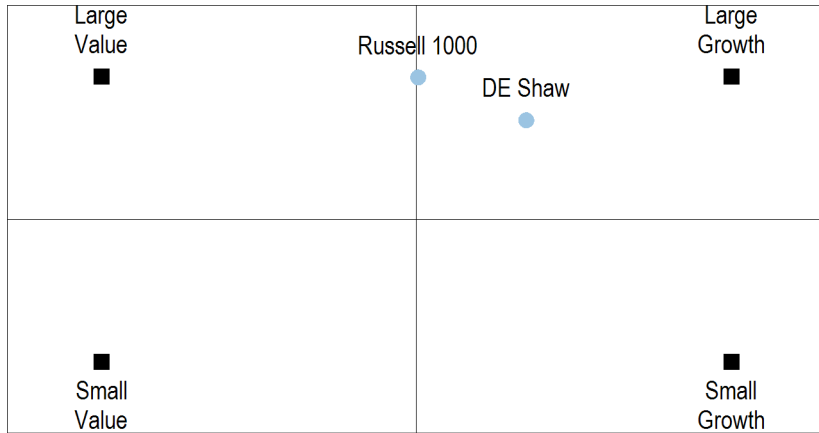 Large
Value
Large
Growth
Russell 1000
DE Shaw
Small
Value
Small
Growth